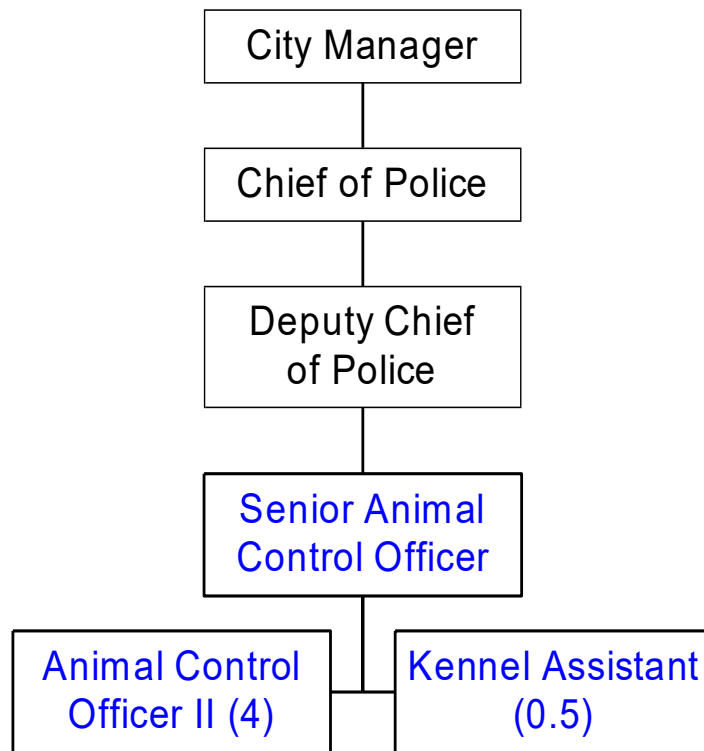 City Manager
Chief of Police
Deputy Chief
of Police
Senior Animal
Control Officer
Animal Control
Officer II (4)
Kennel Assistant
(0.5)